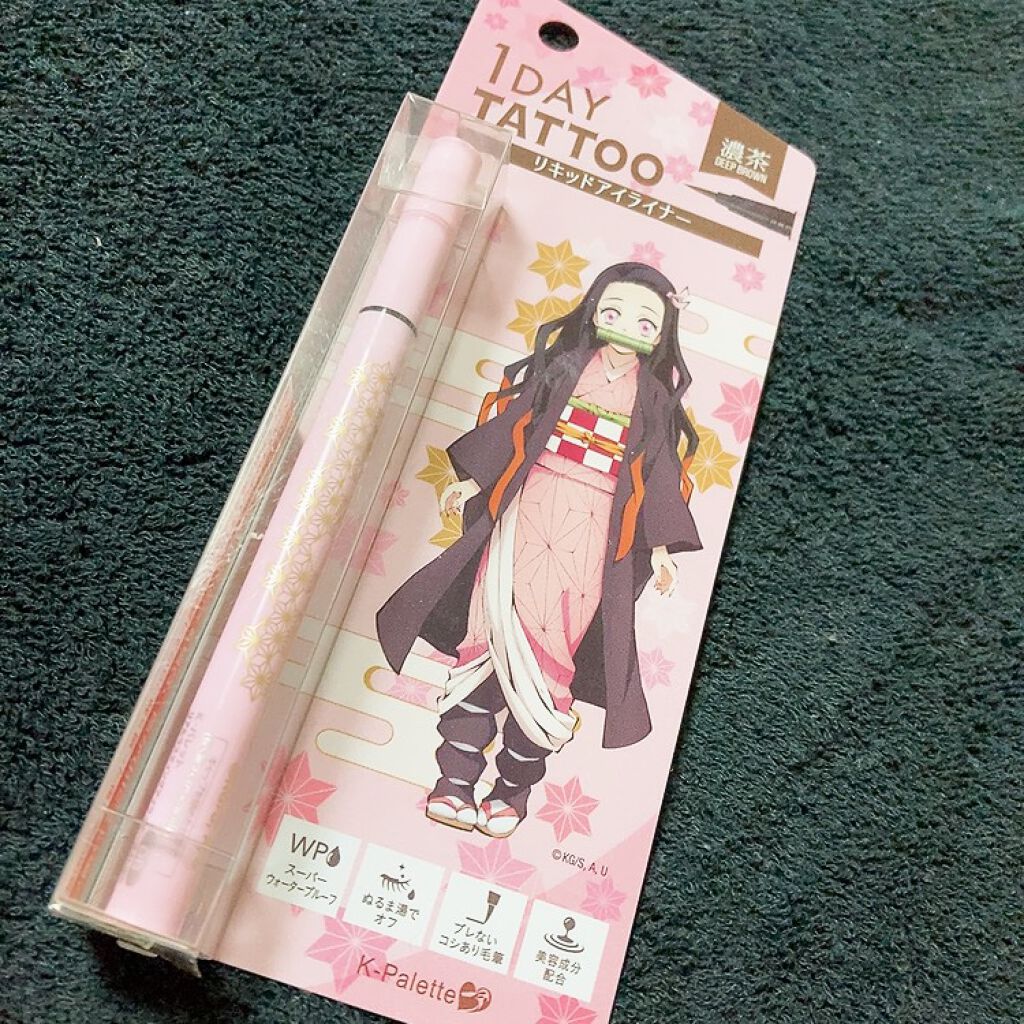 1DAY
TATTOO
濃茶
DEEP BROWN
リキッドアイライナー
©KG/S, A, U
WP
スーパー
ウォータープルーフ
ぬるま湯で
オフ
ブレない
コシあり毛筆
美容成分
配合
K-Palette